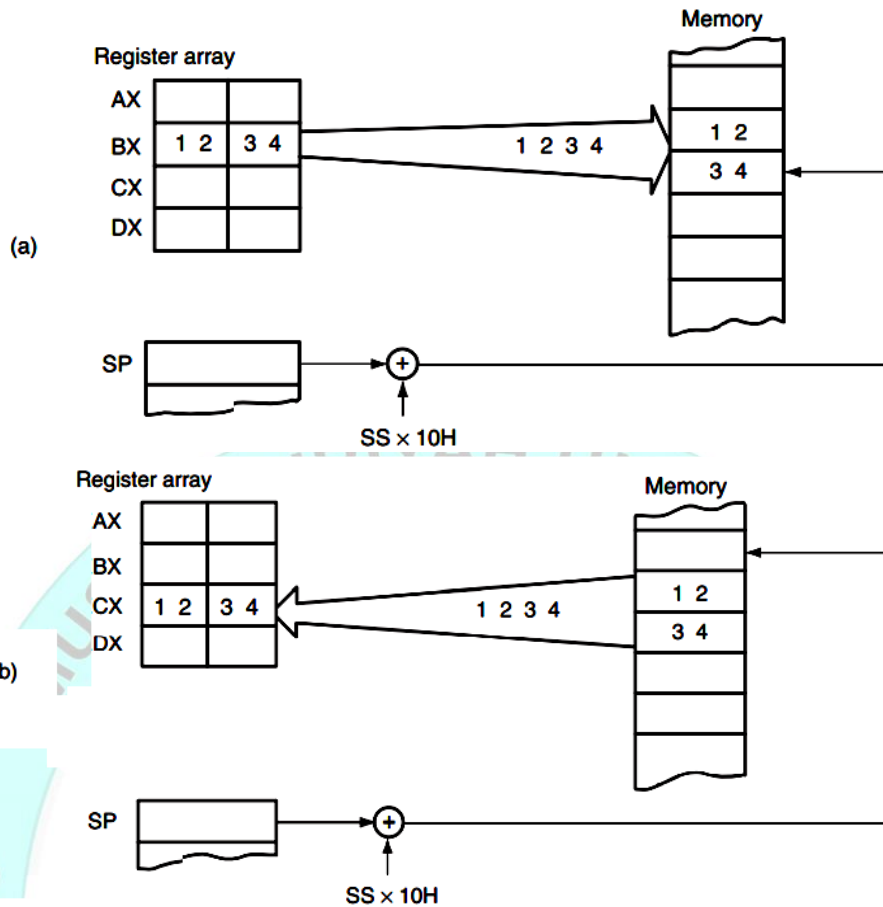 Memory
Register array
AX
BX 1 2 3 4 1 2 3 4 1 2
3 4
CX
DX
(a)
SP +
SS × 10H
Register array
Memory
AX
BX
CX 1 2 3 4 1 2 3 4 1 2
3 4
DX
b)
SP +
SS × 10H